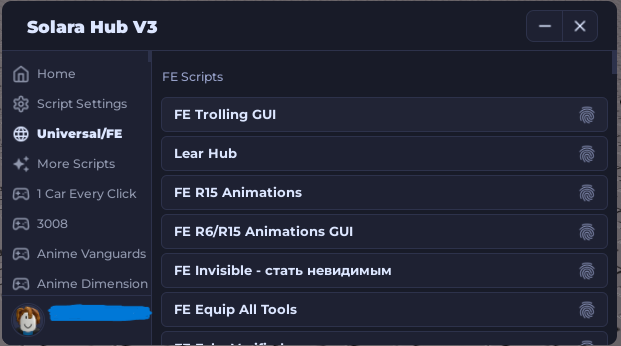 Solara Hub V3
Home
Script Settings
Universal/FE
More Scripts
1 Car Every Click
3008
Anime Vanguards
Anime Dimension
FE Scripts
FE Trolling GUI
Lear Hub
FE R15 Animations
FE R6/R15 Animations GUI
FE Invisible - стать невидимым
FE Equip All Tools